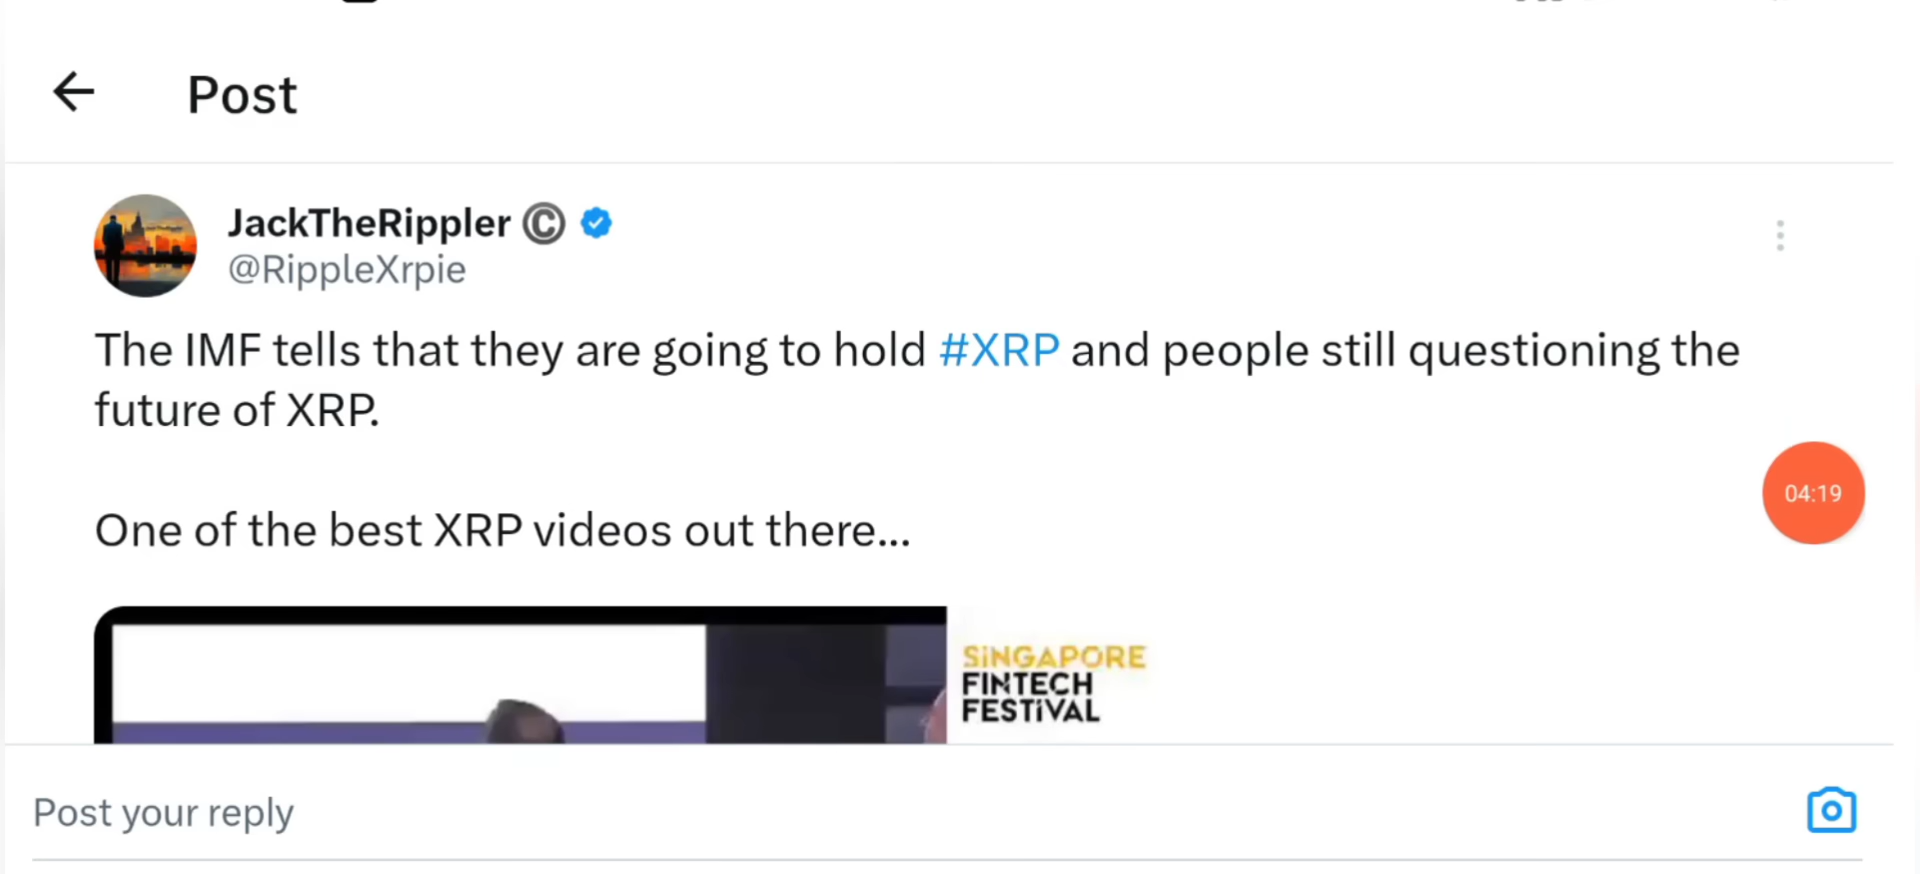 Post
JackTheRippler ©
@RippleXrpie
The IMF tells that they are going to hold #XRP and people still questioning the
future of XRP.
04:19
One of the best XRP videos out there...
SiNGAPORE
FiNTECH
FESTiVAL
Post your reply